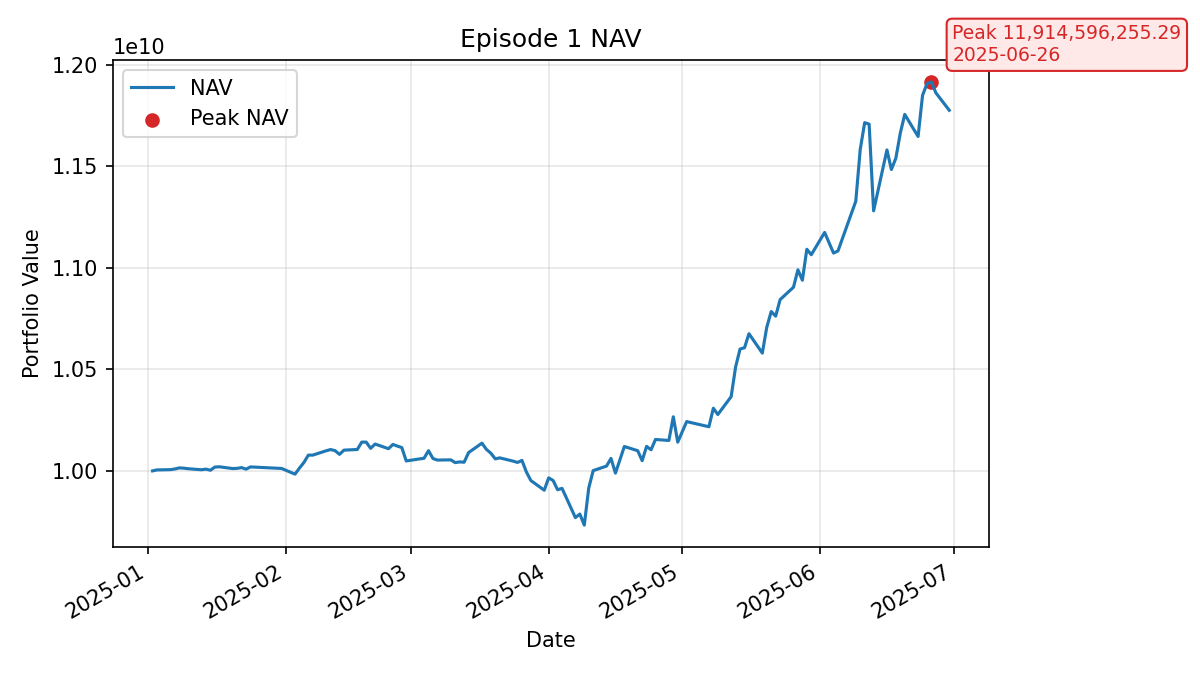 Episode 1 NAV
Peak 11,914,596,255.29
2025-06-26
1e10
NAV
Peak NAV
Portfolio Value
1.20
1.15
1.10
1.05
1.00
2025-01
2025-02
2025-03
2025-04
2025-05
2025-06
2025-07
Date